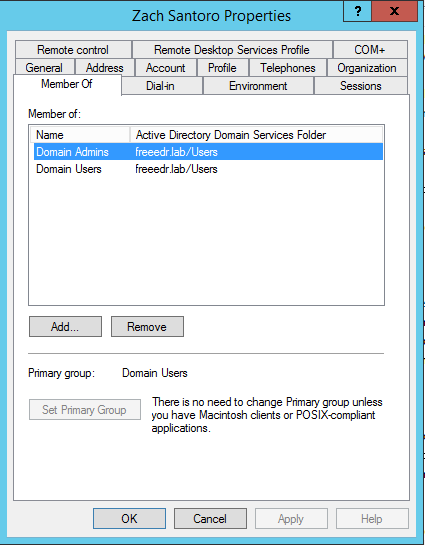 Zach Santoro Properties
?
x
Remote control
Remote Desktop Services Profile
COM+
General
Address
Account
Profile
Telephones
Organization
Member Of
Dial-in
Environment
Sessions
Member of:
Name
Active Directory Domain Services Folder
Domain Admins
freeedr.lab/Users
Domain Users
freeedr.lab/Users
Add...
Remove
Primary group:
Domain Users
Set Primary Group
There is no need to change Primary group unless
you have Macintosh clients or POSIX-compliant
applications.
OK
Cancel
Apply
Help